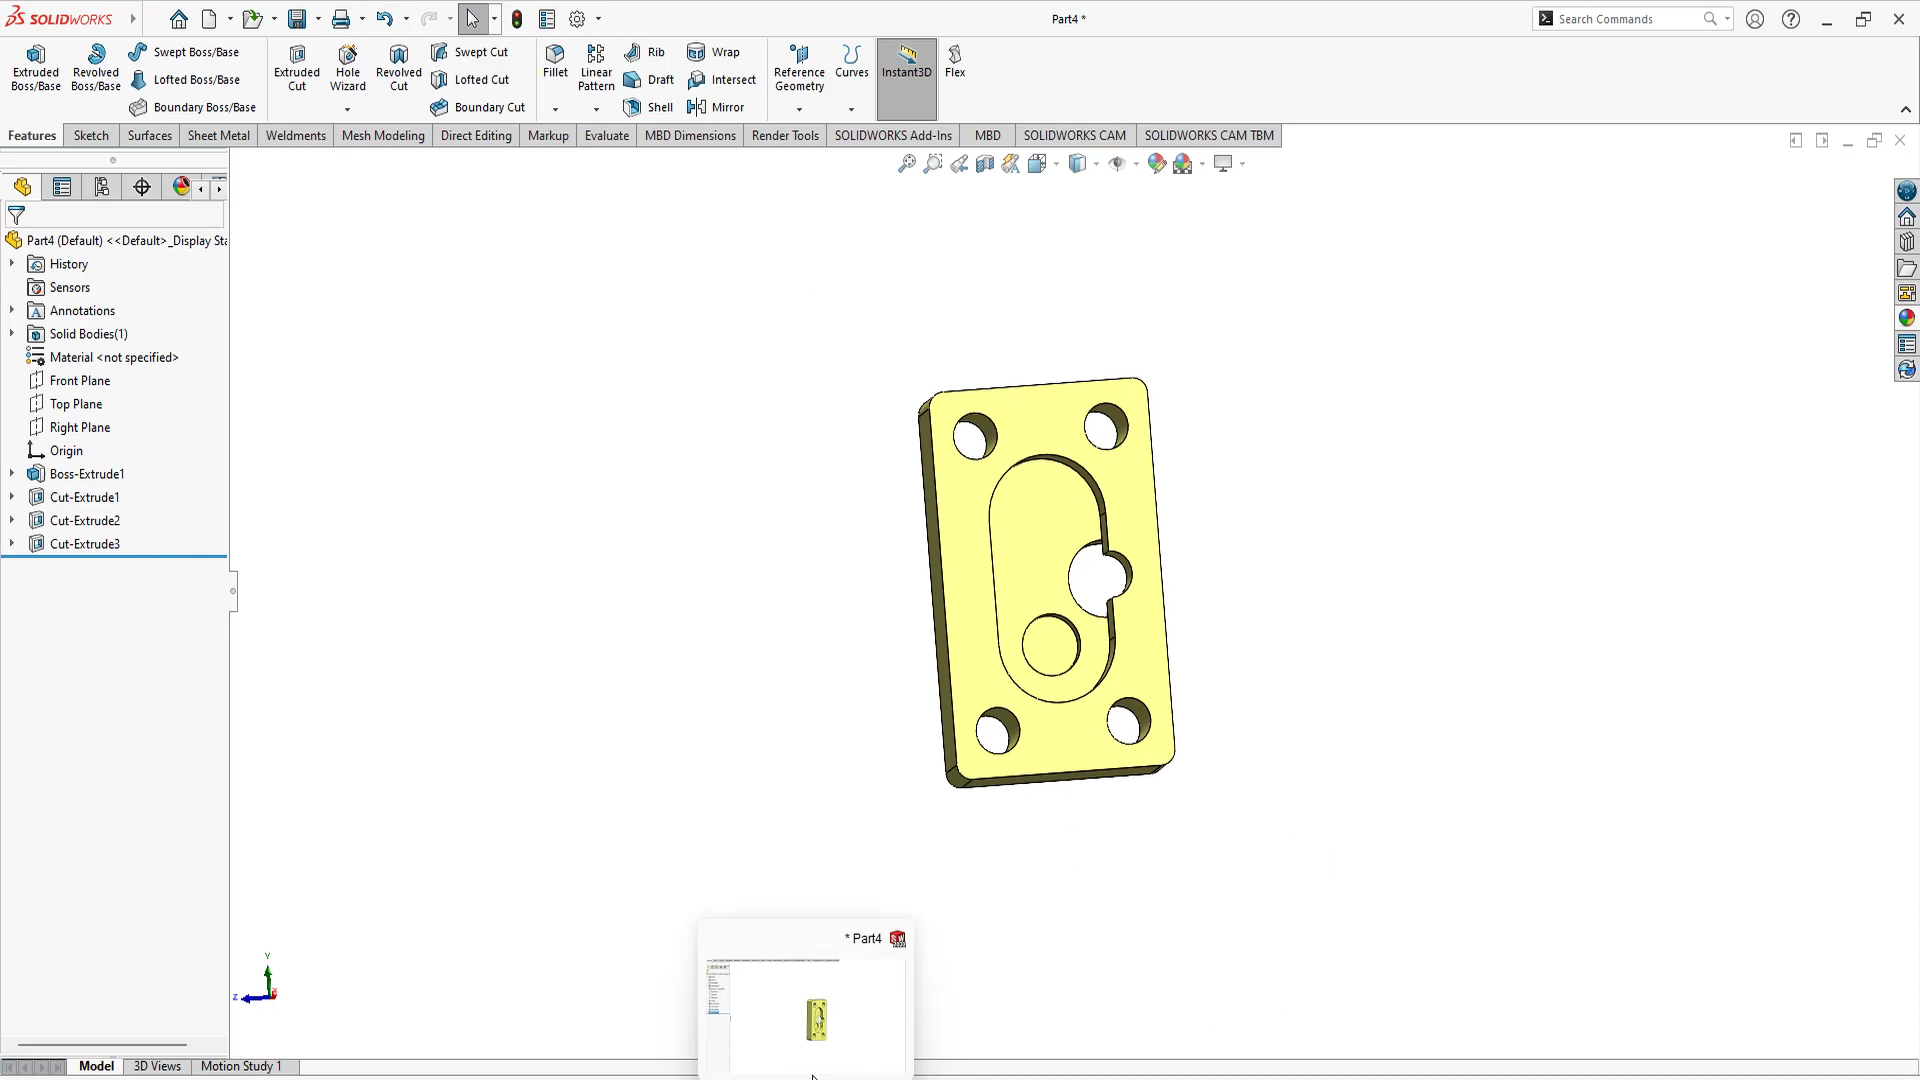 SOLIDWORKS
Part4 *
Search Commands
Extruded Boss/Base
Revolved Boss/Base
Swept Boss/Base
Lofted Boss/Base
Boundary Boss/Base
Extruded Cut
Hole Wizard
Revolved Cut
Swept Cut
Lofted Cut
Boundary Cut
Fillet
Linear Pattern
Rib
Draft
Shell
Wrap
Intersect
Mirror
Reference Geometry
Curves
Instant3D
Flex
Features Sketch Surfaces Sheet Metal Weldments Mesh Modeling Direct Editing Markup Evaluate MBD Dimensions Render Tools SOLIDWORKS Add-Ins MBD SOLIDWORKS CAM SOLIDWORKS CAM TBM
Part4 (Default) <<Default>_Display Sta
History
Sensors
Annotations
Solid Bodies(1)
Material <not specified>
Front Plane
Top Plane
Right Plane
Origin
Boss-Extrude1
Cut-Extrude1
Cut-Extrude2
Cut-Extrude3
* Part4
Y
Z
Model 3D Views Motion Study 1